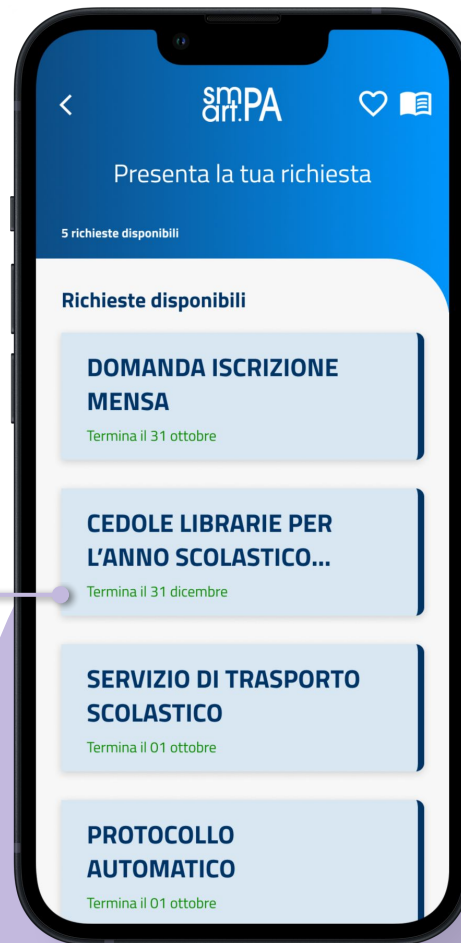 smart.PA
Presenta la tua richiesta
5 richieste disponibili
Richieste disponibili
DOMANDA ISCRIZIONE
MENSA
Termina il 31 ottobre
CEDOLE LIBRARIE PER
L’ANNO SCOLASTICO...
Termina il 31 dicembre
SERVIZIO DI TRASPORTO
SCOLASTICO
Termina il 01 ottobre
PROTOCOLLO
AUTOMATICO
Termina il 01 ottobre